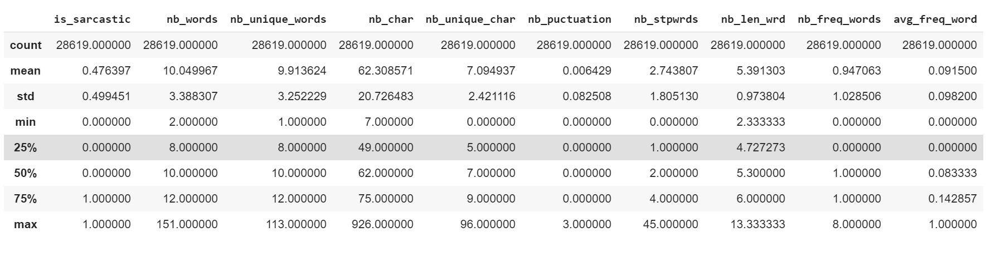 is_sarcastic nb_words nb_unique_words nb_char nb_unique_char nb_puctuation nb_stpwrds nb_len_wrd nb_freq_words avg_freq_word
count 28619.000000 28619.000000 28619.000000 28619.000000 28619.000000 28619.000000 28619.000000 28619.000000 28619.000000 28619.000000
mean 0.476397 10.049967 9.913624 62.308571 7.094937 0.006429 2.743807 5.391303 0.947063 0.091500
std 0.499451 3.388307 3.252229 20.726483 2.421116 0.082508 1.805130 0.973804 1.028506 0.098200
min 0.000000 2.000000 1.000000 7.000000 0.000000 0.000000 0.000000 2.333333 0.000000 0.000000
25% 0.000000 8.000000 8.000000 49.000000 5.000000 0.000000 1.000000 4.727273 0.000000 0.000000
50% 0.000000 10.000000 10.000000 62.000000 7.000000 0.000000 2.000000 5.300000 1.000000 0.083333
75% 1.000000 12.000000 12.000000 75.000000 9.000000 0.000000 4.000000 6.000000 1.000000 0.142857
max 1.000000 151.000000 113.000000 926.000000 96.000000 3.000000 45.000000 13.333333 8.000000 1.000000